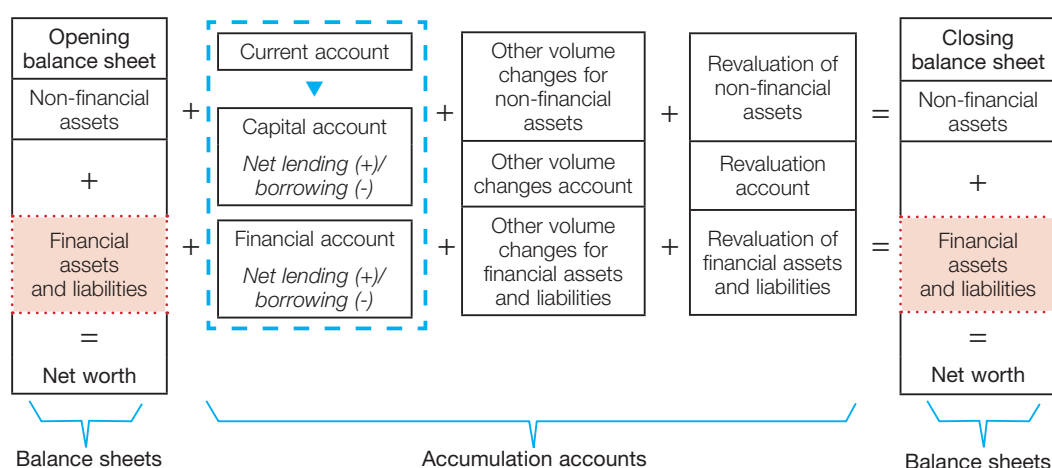 Opening
balance sheet
Non-financial
assets
+
Financial
assets
and liabilities
=
Net worth
Balance sheets
+
+
Current account
Capital account
Net lending (+)/
borrowing (-)
Financial account
Net lending (+)/
borrowing (-)
+
+
Other volume
changes for
non-financial
assets
Other volume
changes account
Other volume
changes for
financial assets
and liabilities
+
+
Revaluation of
non-financial
assets
Revaluation
account
Revaluation of
financial assets
and liabilities
Accumulation accounts
=
=
Closing
balance sheet
Non-financial
assets
+
Financial
assets
and liabilities
=
Net worth
Balance sheets